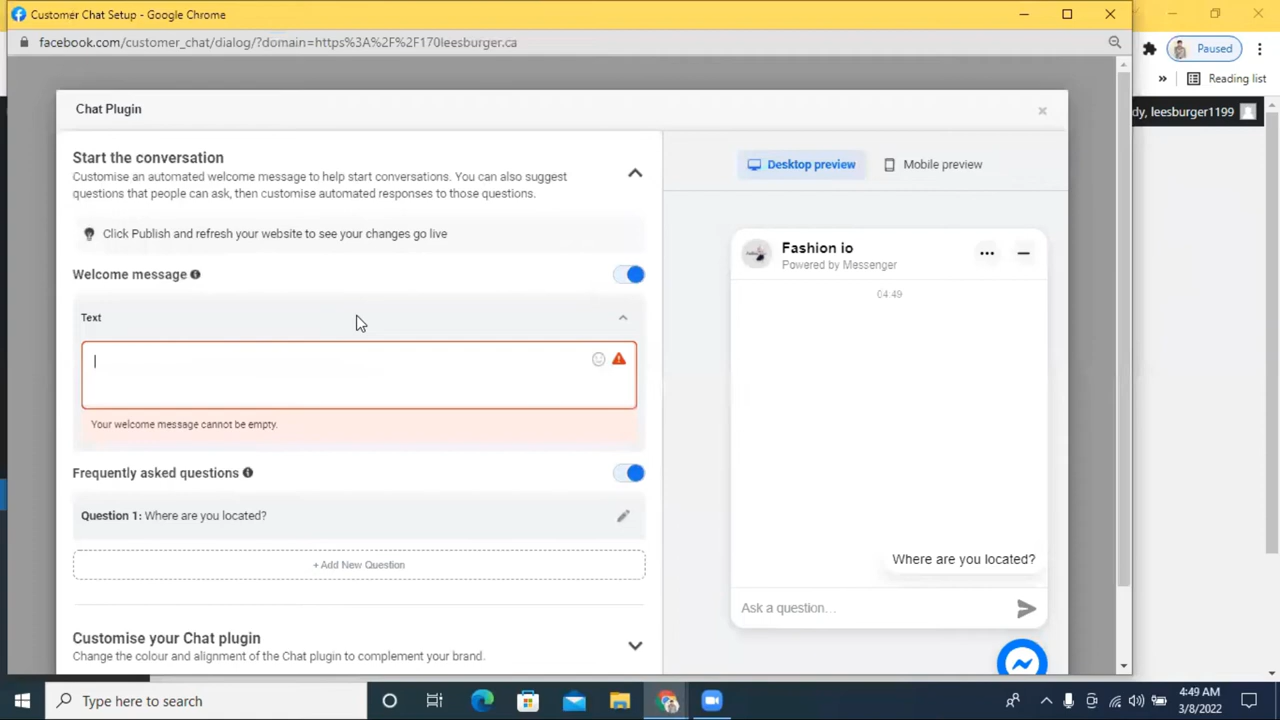 Customer Chat Setup - Google Chrome
facebook.com/customer_chat/dialog/?domain=https%3A%2F%2F170leesburger.ca
Paused
Reading list
dy, leesburger1199
Chat Plugin
Start the conversation
Customise an automated welcome message to help start conversations. You can also suggest
questions that people can ask, then customise automated responses to those questions.
Click Publish and refresh your website to see your changes go live
Welcome message
Text
Your welcome message cannot be empty.
Frequently asked questions
Question 1: Where are you located?
+ Add New Question
Customise your Chat plugin
Change the colour and alignment of the Chat plugin to complement your brand.
Desktop preview
Mobile preview
Fashion io
Powered by Messenger
04:49
Where are you located?
Ask a question...
Type here to search
4:49 AM
3/8/2022